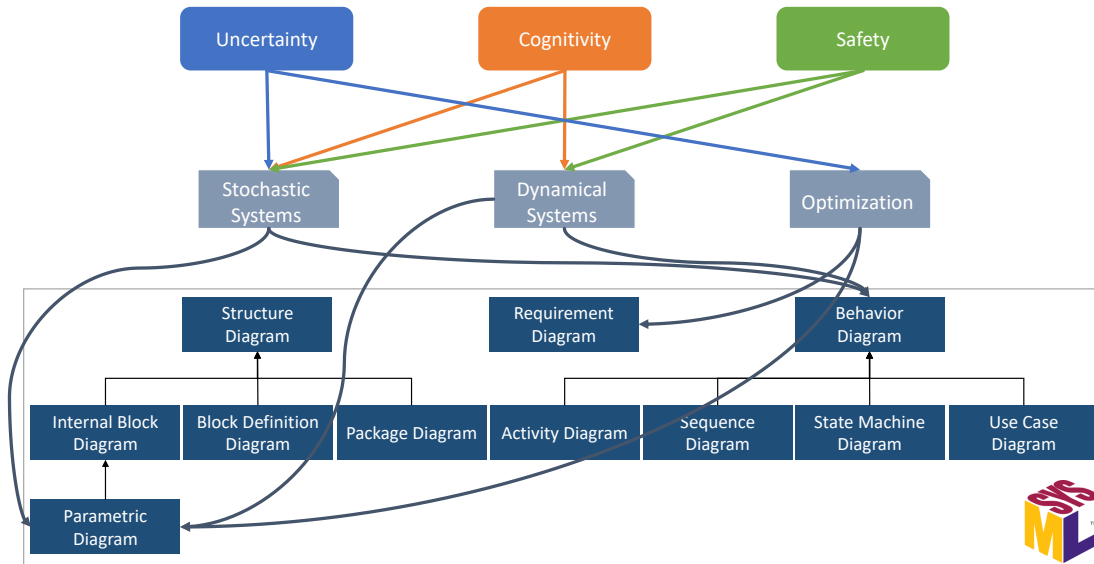 Uncertainty
Cognitivity
Safety
Stochastic
Systems
Dynamical
Systems
Optimization
Structure
Diagram
Requirement
Diagram
Behavior
Diagram
Internal Block
Diagram
Block Definition
Diagram
Package Diagram
Activity Diagram
Sequence
Diagram
State Machine
Diagram
Use Case
Diagram
Parametric
Diagram
SYS
ML